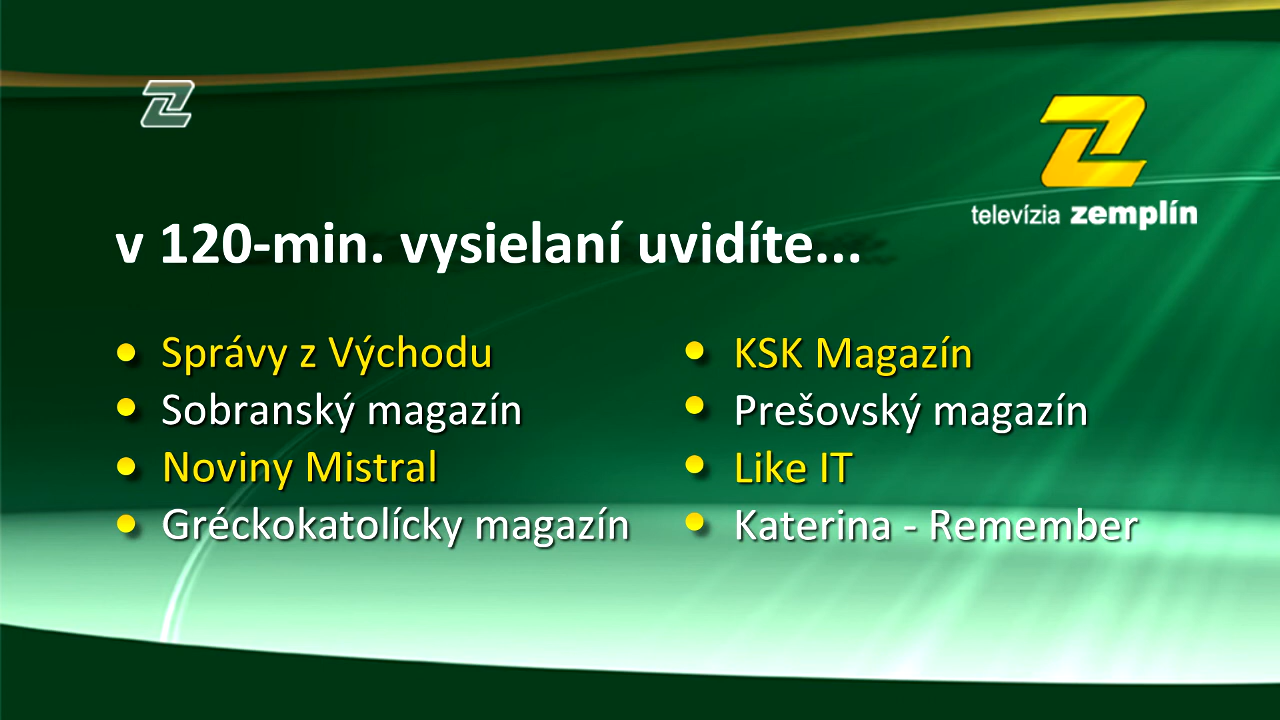 televízia zemplín
v 120-min. vysielaní uvidíte...
Správy z Východu
Sobranský magazín
Noviny Mistral
Gréckokatolícky magazín
KSK Magazín
Prešovský magazín
Like IT
Katerina - Remember